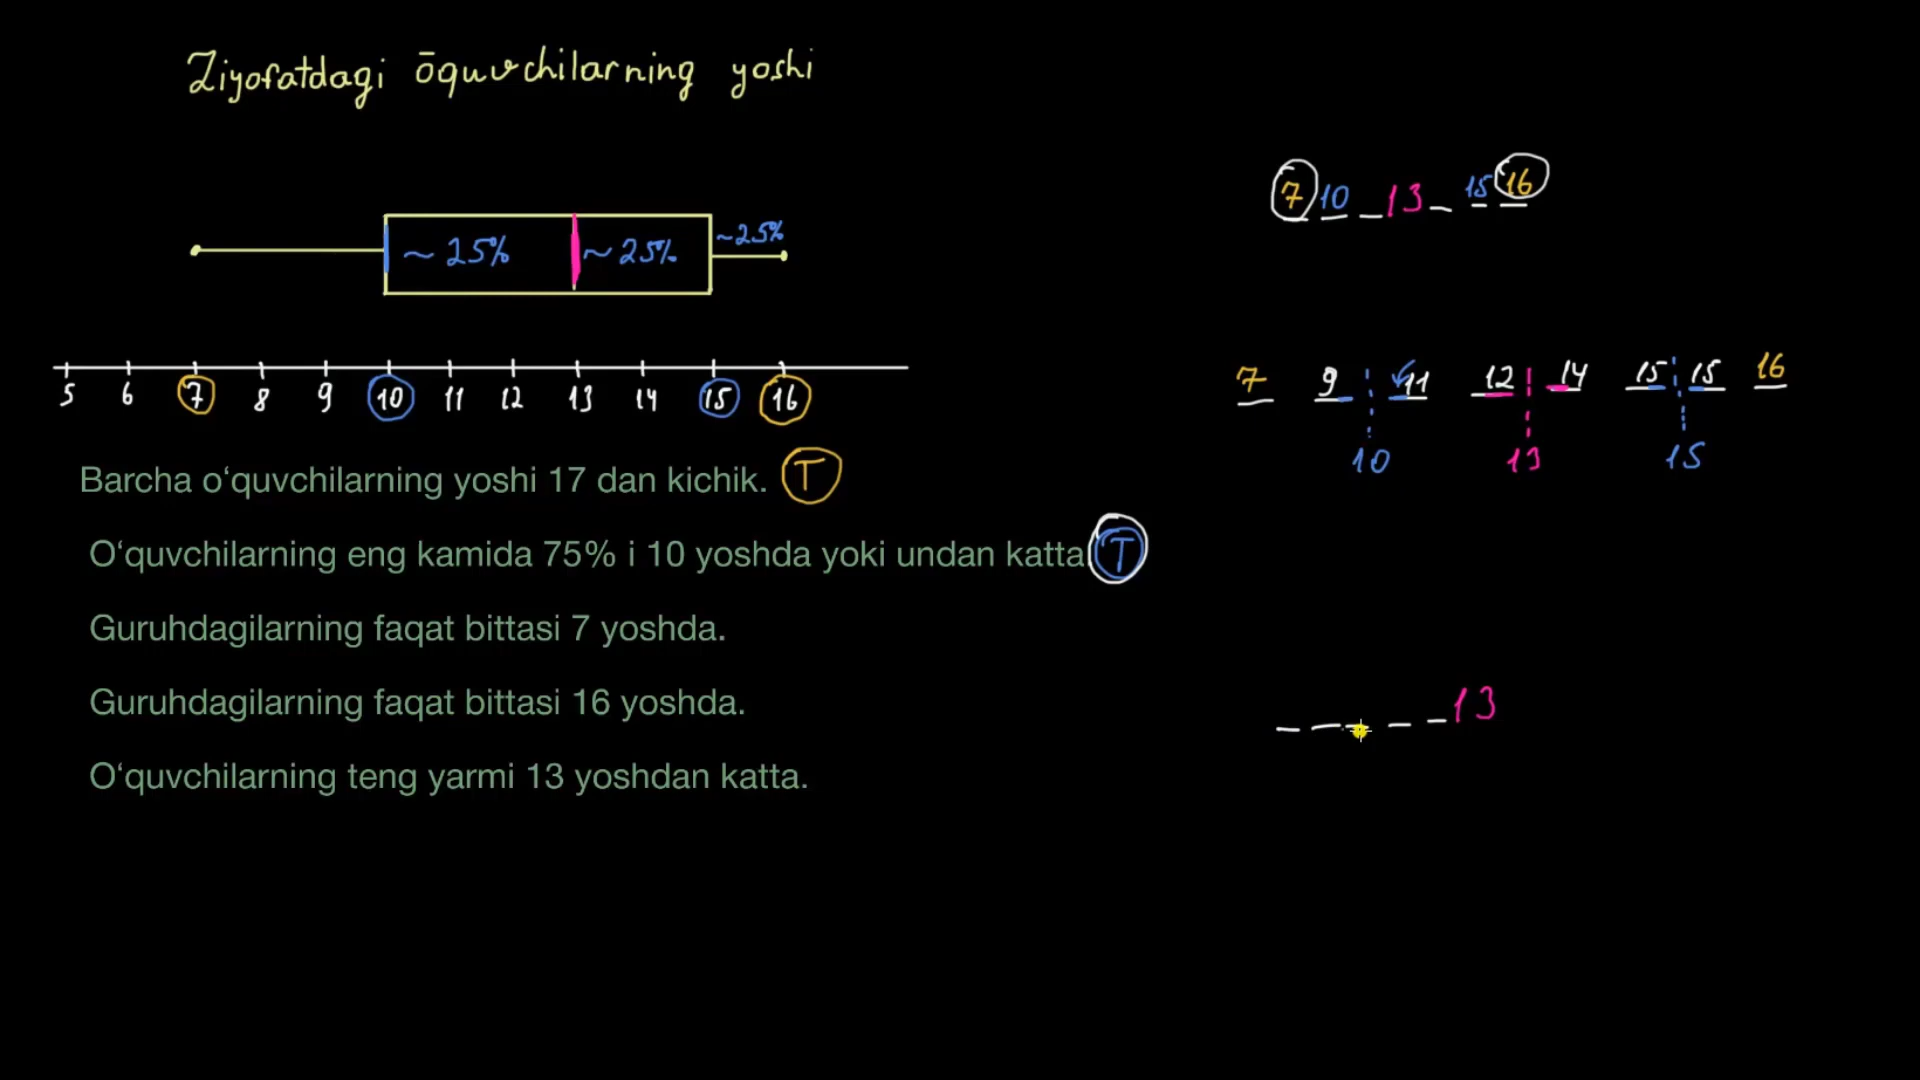 Ziyofatdagi ōquvchilarning yoshi
7 10 _ 13 _ 15 16
~ 25% ~ 25% ~25%
5 6 7 8 9 10 11 12 13 14 15 16
7 9 11 12 14 15 15 16
10 13 15
Barcha o‘quvchilarning yoshi 17 dan kichik. T
O‘quvchilarning eng kamida 75% i 10 yoshda yoki undan katta T
Guruhdagilarning faqat bittasi 7 yoshda.
Guruhdagilarning faqat bittasi 16 yoshda.
_ _ _ _ _ 13
O‘quvchilarning teng yarmi 13 yoshdan katta.